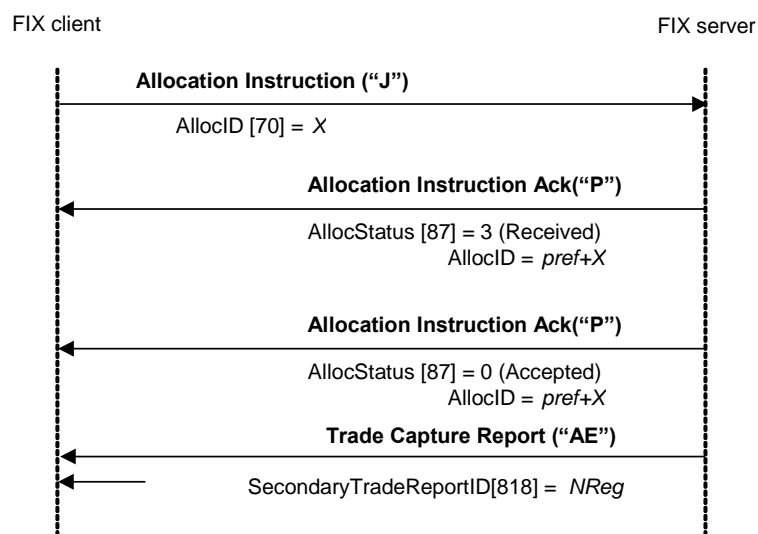 FIX client
FIX server
Allocation Instruction (“J”)
AllocID [70] = X
Allocation Instruction Ack(“P”)
AllocStatus [87] = 3 (Received)
AllocID = pref+X
Allocation Instruction Ack(“P”)
AllocStatus [87] = 0 (Accepted)
AllocID = pref+X
Trade Capture Report (“AE”)
SecondaryTradeReportID[818] = NReg